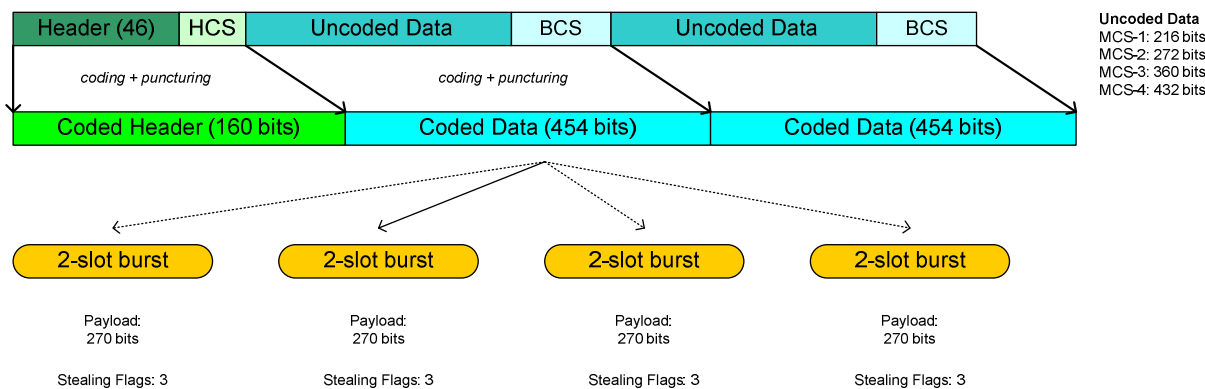 Header (46) HCS Uncoded Data BCS Uncoded Data BCS
Uncoded Data
MCS-1: 216 bits
MCS-2: 272 bits
MCS-3: 360 bits
MCS-4: 432 bits
coding + puncturing coding + puncturing
Coded Header (160 bits) Coded Data (454 bits) Coded Data (454 bits)
2-slot burst 2-slot burst 2-slot burst 2-slot burst
Payload: Payload: Payload: Payload:
270 bits 270 bits 270 bits 270 bits
Stealing Flags: 3 Stealing Flags: 3 Stealing Flags: 3 Stealing Flags: 3